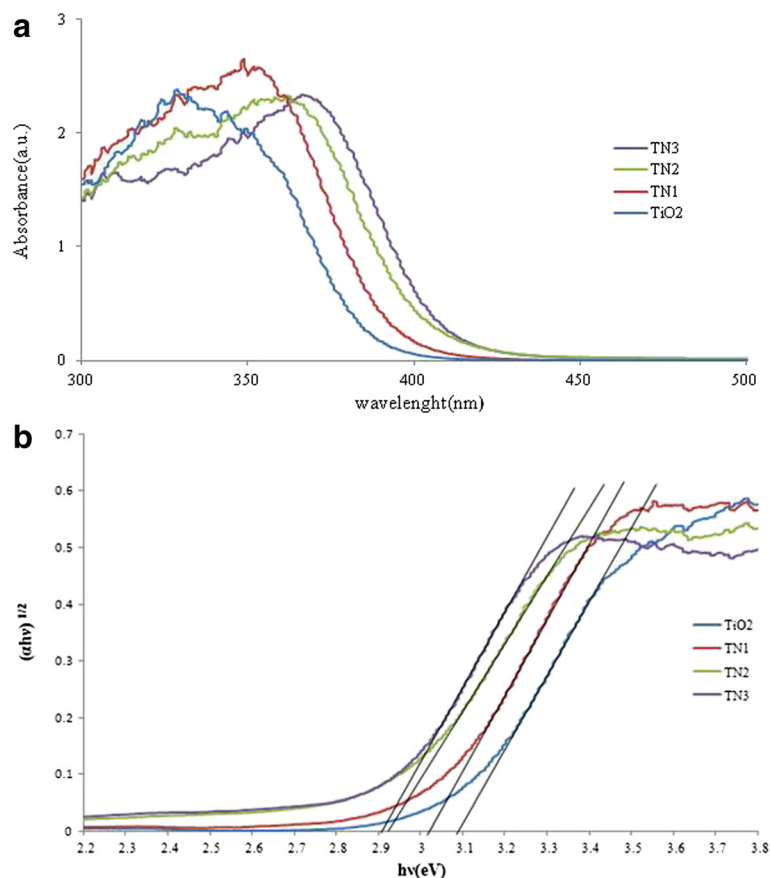 a
3
2
1
0
Absorbance(a.u.)
TN3
TN2
TN1
TiO2
300
350
400
450
500
wavelenght(nm)
b
0.7
0.6
0.5
0.4
0.3
0.2
0.1
0
(αhν) 1/2
TiO2
TN1
TN2
TN3
2.2
2.3
2.4
2.5
2.6
2.7
2.8
2.9
3
3.1
3.2
3.3
3.4
3.5
3.6
3.7
3.8
hν(eV)